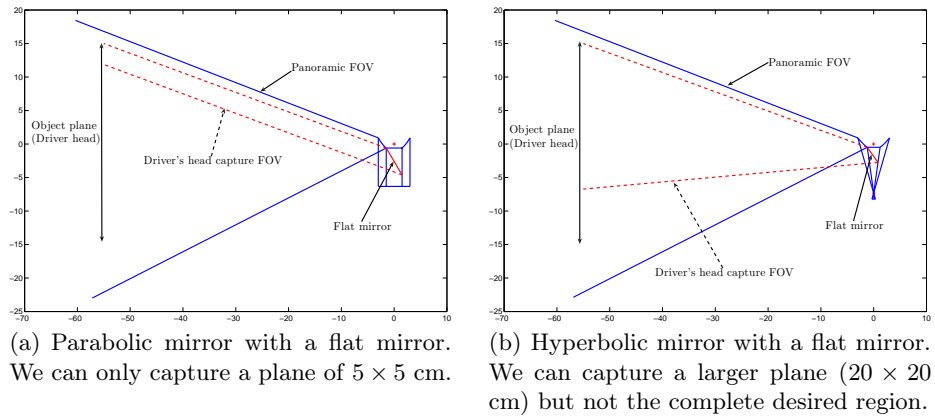 20
15
10
5
0
−5
−10
−15
−20
−25
−70 −60 −50 −40 −30 −20 −10 0 10
Panoramic FOV
Object plane
(Driver head)
Driver's head capture FOV
Flat mirror
(a) Parabolic mirror with a flat mirror.
We can only capture a plane of 5 × 5 cm.
20
15
10
5
0
−5
−10
−15
−20
−25
−70 −60 −50 −40 −30 −20 −10 0 10
Panoramic FOV
Object plane
(Driver head)
Flat mirror
Driver's head capture FOV
(b) Hyperbolic mirror with a flat mirror.
We can capture a larger plane (20 × 20
cm) but not the complete desired region.